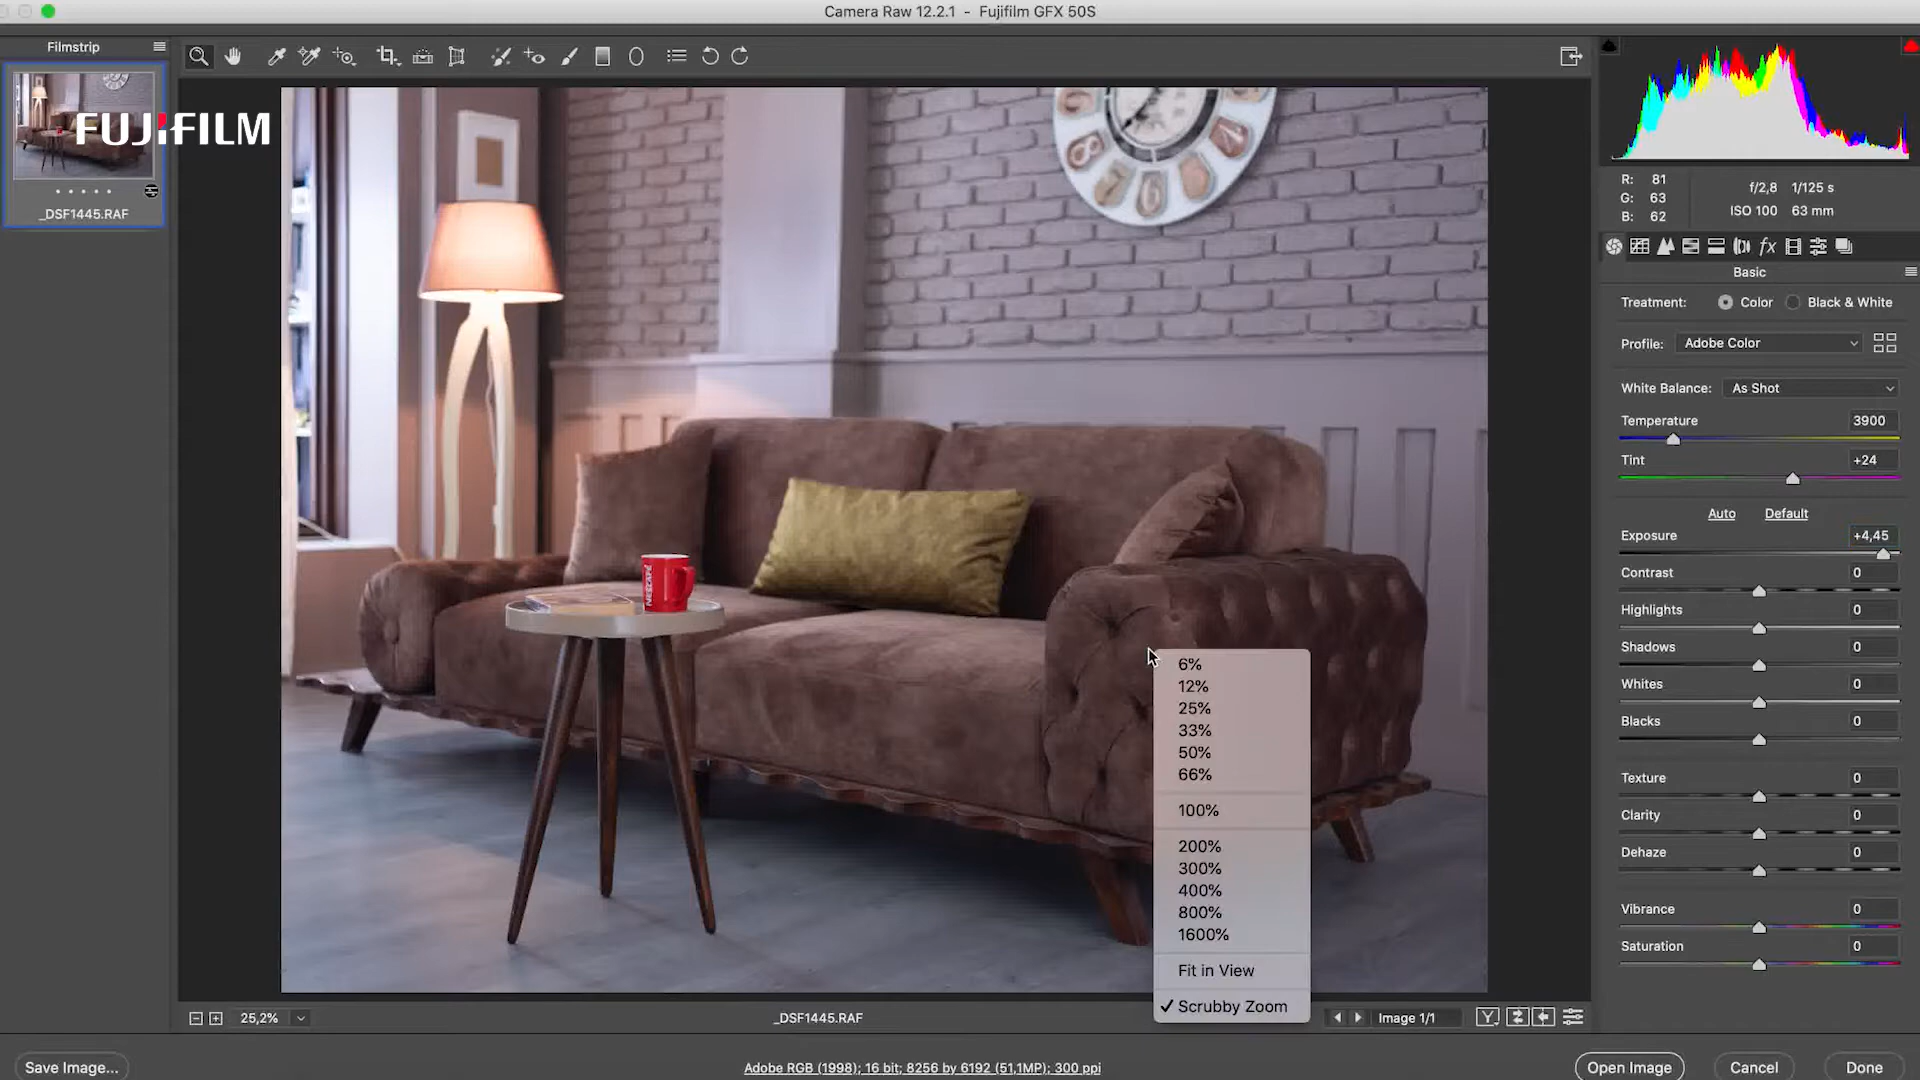 Camera Raw 12.2.1 - Fujifilm GFX 50S
Filmstrip
FUJIFILM
_DSF1445.RAF
NESCAFÉ
8
7
6
R: 81
G: 63
B: 62
f/2,8 1/125 s
ISO 100 63 mm
fx
Basic
Treatment: Color Black & White
Profile: Adobe Color
White Balance: As Shot
Temperature 3900
Tint +24
Auto Default
Exposure +4,45
Contrast 0
Highlights 0
Shadows 0
Whites 0
Blacks 0
Texture 0
Clarity 0
Dehaze 0
Vibrance 0
Saturation 0
6%
12%
25%
33%
50%
66%
100%
200%
300%
400%
800%
1600%
Fit in View
✓ Scrubby Zoom
25,2%
_DSF1445.RAF
Image 1/1
Y
Save Image...
Adobe RGB (1998); 16 bit; 8256 by 6192 (51,1MP); 300 ppi
Open Image
Cancel
Done